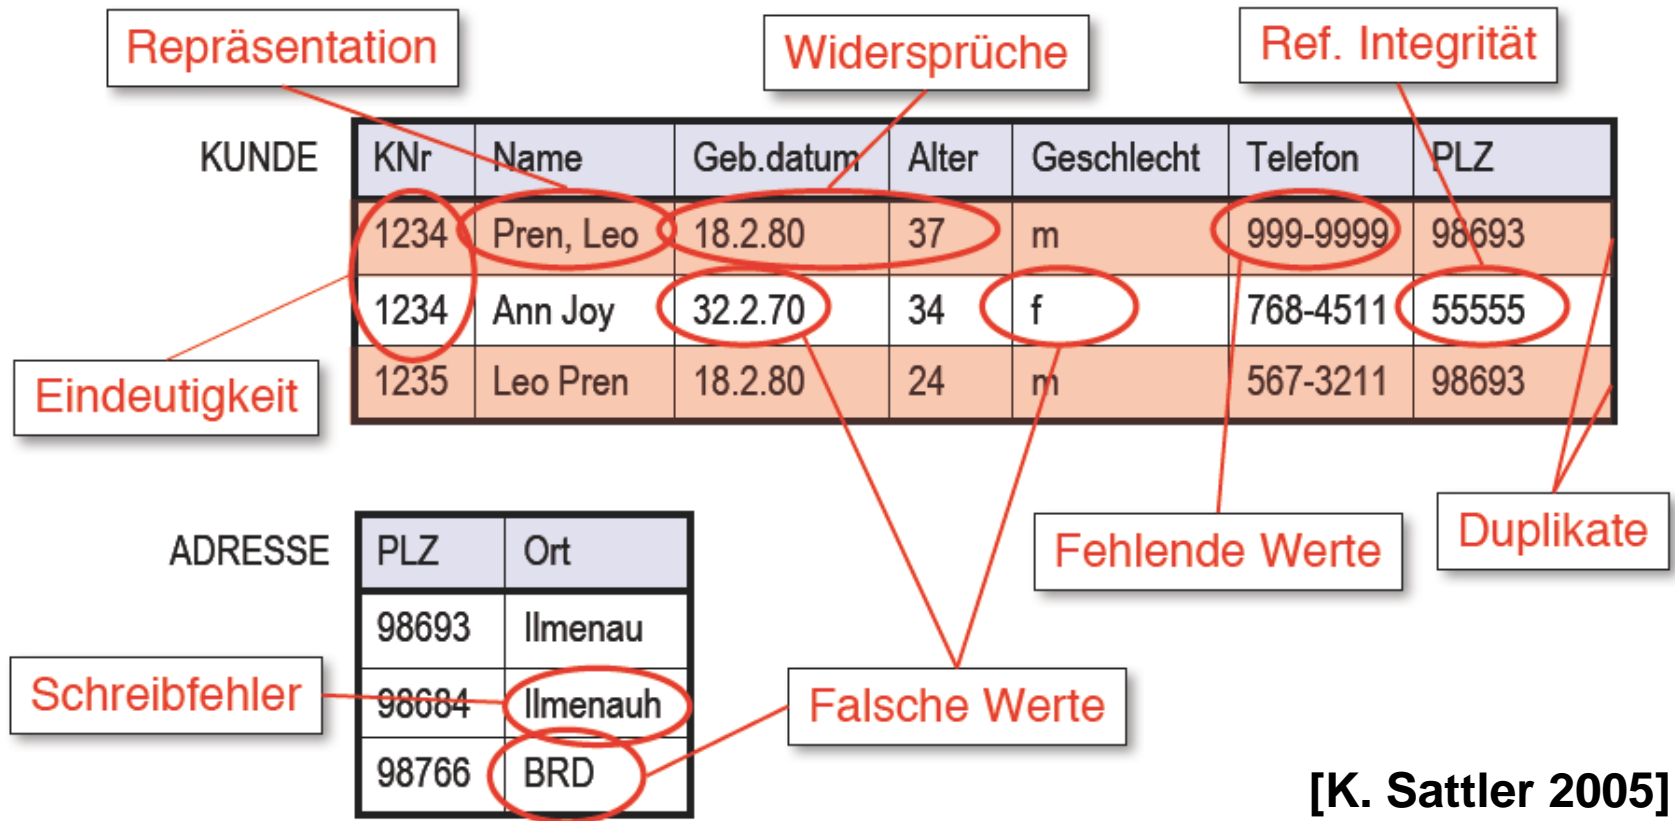 Repräsentation
Widersprüche
Ref. Integrität
KUNDE
KNr Name Geb.datum Alter Geschlecht Telefon PLZ
1234 Pren, Leo 18.2.80 37 m 999-9999 98693
1234 Ann Joy 32.2.70 34 f 768-4511 55555
1235 Leo Pren 18.2.80 24 m 567-3211 98693
Eindeutigkeit
Fehlende Werte
Duplikate
ADRESSE
PLZ Ort
98693 Ilmenau
98684 Ilmenauh
98766 BRD
Schreibfehler
Falsche Werte
[K. Sattler 2005]